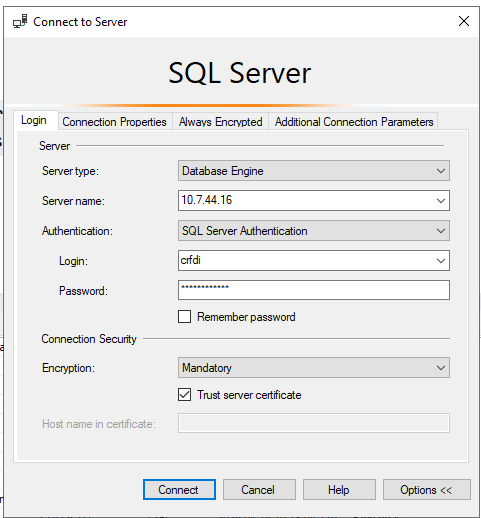 Connect to Server
SQL Server
Login Connection Properties Always Encrypted Additional Connection Parameters
Server
Server type: Database Engine
Server name: 10.7.44.16
Authentication: SQL Server Authentication
Login: crfdi
Password: ************
Remember password
Connection Security
Encryption: Mandatory
Trust server certificate
Host name in certificate:
Connect Cancel Help Options <<